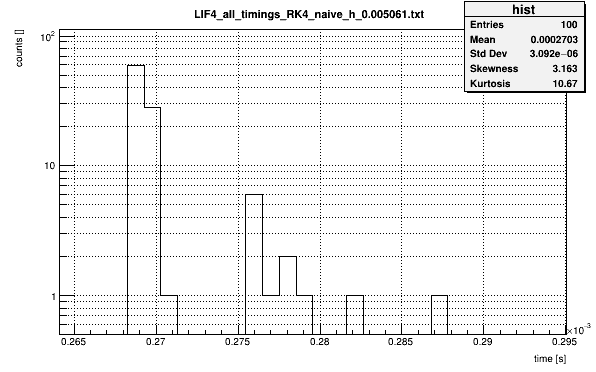 LIF4_all_timings_RK4_naive_h_0.005061.txt
hist
Entries 100
Mean 0.0002703
Std Dev 3.092e−06
Skewness 3.163
Kurtosis 10.67
counts []
10²
10
1
0.265 0.27 0.275 0.28 0.285 0.29 0.295
×10⁻³
time [s]